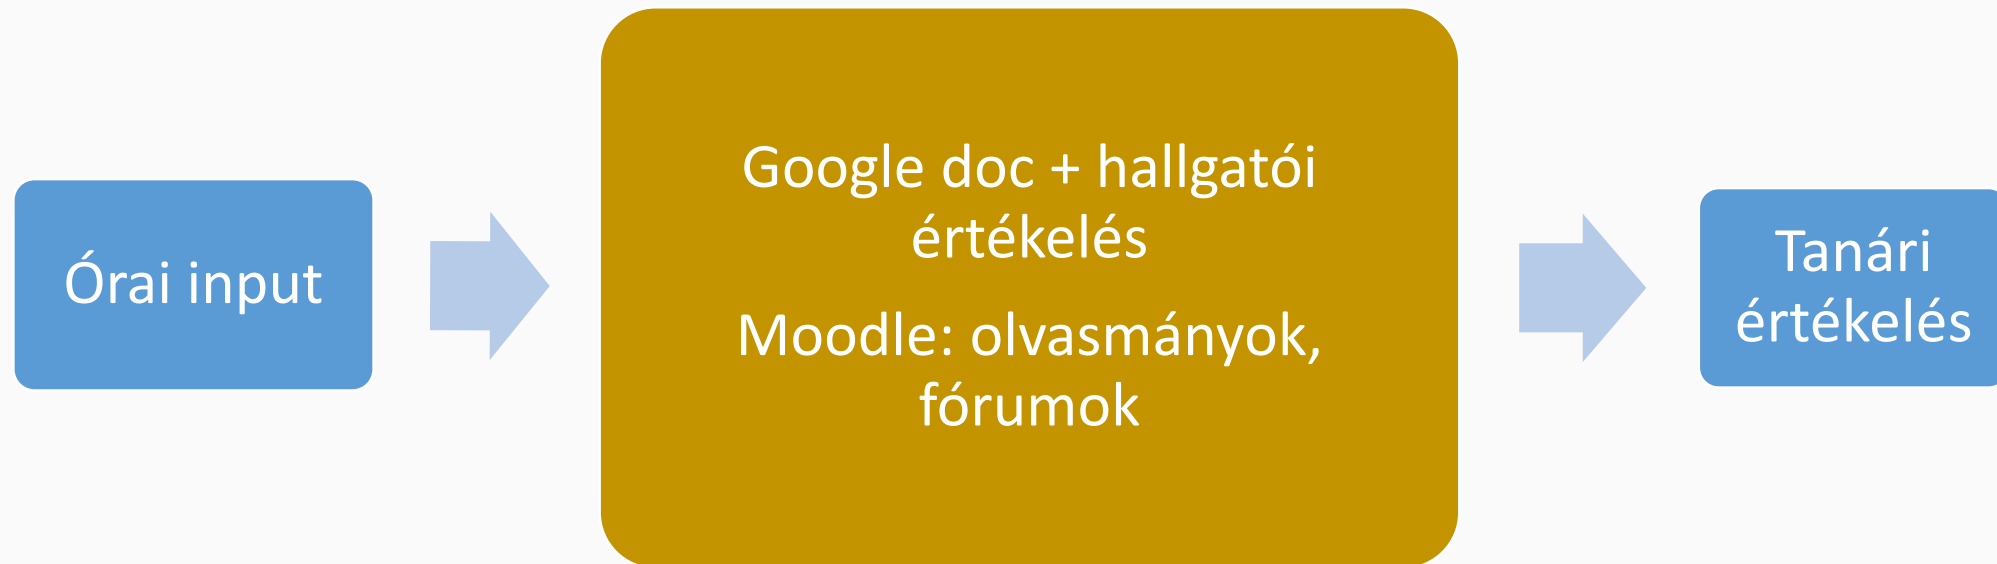 Órai input
Google doc + hallgatói
értékelés
Moodle: olvasmányok,
fórumok
Tanári
értékelés